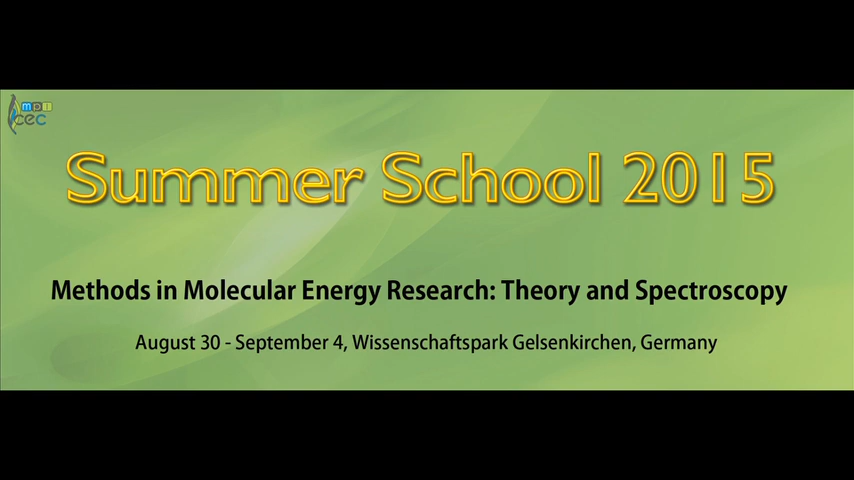 mpi
cec
Summer School 2015
Methods in Molecular Energy Research: Theory and Spectroscopy
August 30 - September 4, Wissenschaftspark Gelsenkirchen, Germany